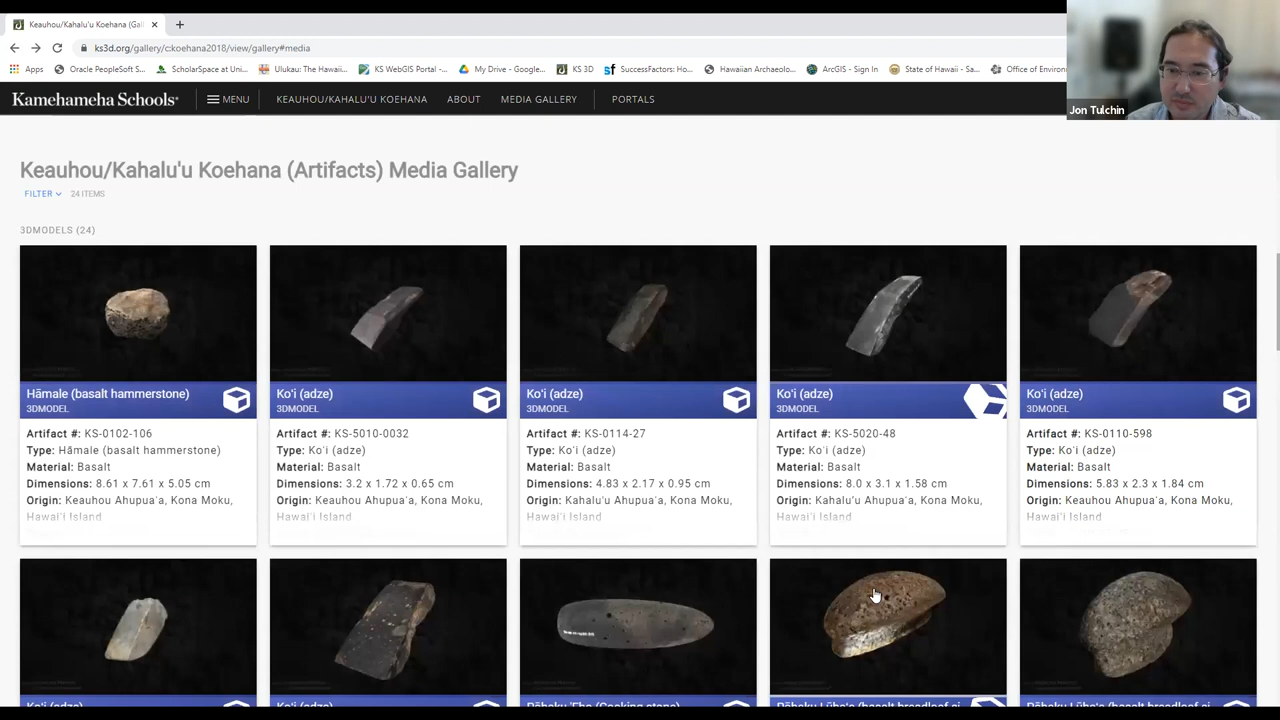 Keauhou/Kahalu'u Koehana (Gal
ks3d.org/gallery/c:koehana2018/view/gallery#media
Apps
Oracle PeopleSoft S...
ScholarSpace at Uni...
Ulukau: The Hawaii...
KS WebGIS Portal -...
My Drive - Google...
KS 3D
SuccessFactors: Ho...
Hawaiian Archaeolo...
ArcGIS - Sign In
State of Hawaii - Sa...
Office of Environ
Jon Tulchin
Kamehameha Schools®
MENU
KEAUHOU/KAHALU'U KOEHANA
ABOUT
MEDIA GALLERY
PORTALS
Keauhou/Kahalu'u Koehana (Artifacts) Media Gallery
FILTER
24 ITEMS
3DMODELS (24)
Hāmale (basalt hammerstone)
3DMODEL
Artifact #: KS-0102-106
Type: Hāmale (basalt hammerstone)
Material: Basalt
Dimensions: 8.61 x 7.61 x 5.05 cm
Origin: Keauhou Ahupua'a, Kona Moku,
Hawai'i Island
Ko'i (adze)
3DMODEL
Artifact #: KS-5010-0032
Type: Ko'i (adze)
Material: Basalt
Dimensions: 3.2 x 1.72 x 0.65 cm
Origin: Keauhou Ahupua'a, Kona Moku,
Hawai'i Island
Ko'i (adze)
3DMODEL
Artifact #: KS-0114-27
Type: Ko'i (adze)
Material: Basalt
Dimensions: 4.83 x 2.17 x 0.95 cm
Origin: Kahalu'u Ahupua'a, Kona Moku,
Hawai'i Island
Ko'i (adze)
3DMODEL
Artifact #: KS-5020-48
Type: Ko'i (adze)
Material: Basalt
Dimensions: 8.0 x 3.1 x 1.58 cm
Origin: Kahalu'u Ahupua'a, Kona Moku,
Hawai'i Island
Ko'i (adze)
3DMODEL
Artifact #: KS-0110-598
Type: Ko'i (adze)
Material: Basalt
Dimensions: 5.83 x 2.3 x 1.84 cm
Origin: Keauhou Ahupua'a, Kona Moku,
Hawai'i Island
Ko'i (adze)
Ko'i (adze)